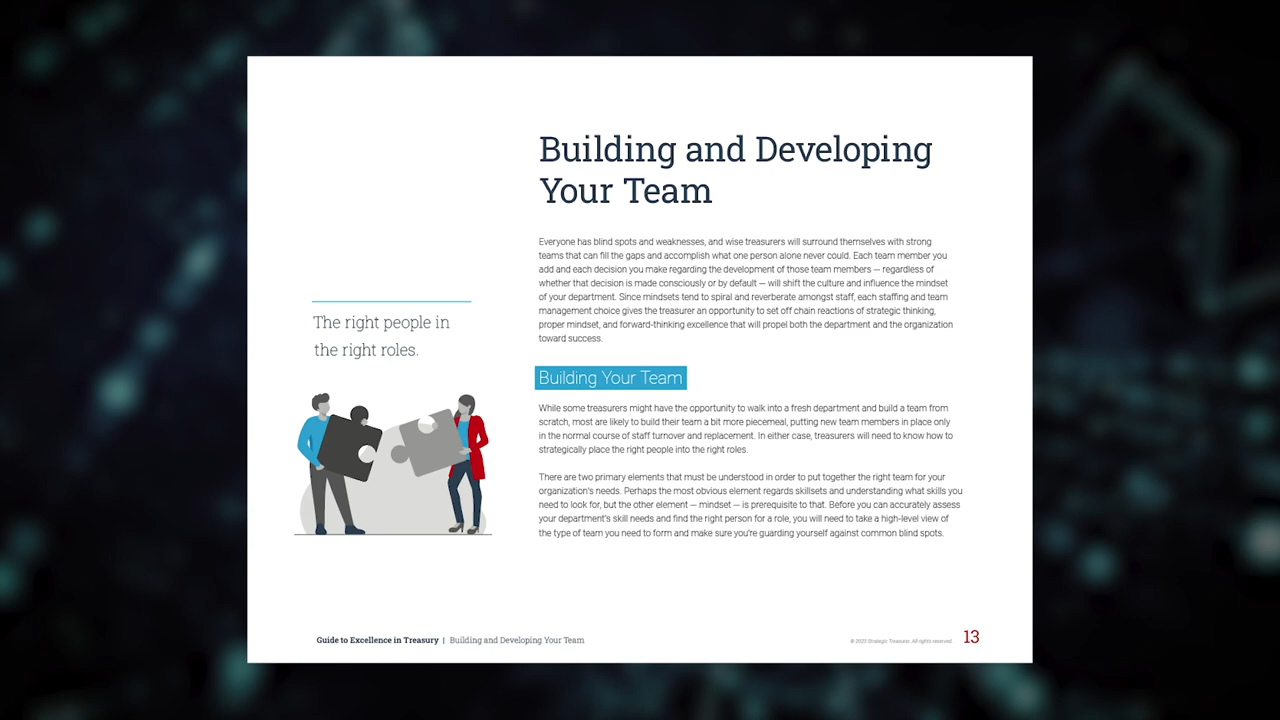 Building and Developing
Your Team
Everyone has blind spots and weaknesses, and wise treasurers will surround themselves with strong
teams that can fill the gaps and accomplish what one person alone never could. Each team member you
add and each decision you make regarding the development of those team members — regardless of
whether that decision is made consciously or by default — will shift the culture and influence the mindset
of your department. Since mindsets tend to spiral and reverberate amongst staff, each staffing and team
management choice gives the treasurer an opportunity to set off chain reactions of strategic thinking,
proper mindset, and forward-thinking excellence that will propel both the department and the organization
toward success.
The right people in
the right roles.
Building Your Team
While some treasurers might have the opportunity to walk into a fresh department and build a team from
scratch, most are likely to build their team a bit more piecemeal, putting new team members in place only
in the normal course of staff turnover and replacement. In either case, treasurers will need to know how to
strategically place the right people into the right roles.
There are two primary elements that must be understood in order to put together the right team for your
organization's needs. Perhaps the most obvious element regards skillsets and understanding what skills you
need to look for, but the other element — mindset — is prerequisite to that. Before you can accurately assess
your department's skill needs and find the right person for a role, you will need to take a high-level view of
the type of team you need to form and make sure you're guarding yourself against common blind spots.
Guide to Excellence in Treasury | Building and Developing Your Team
© 2023 Strategic Treasurer. All rights reserved. 13